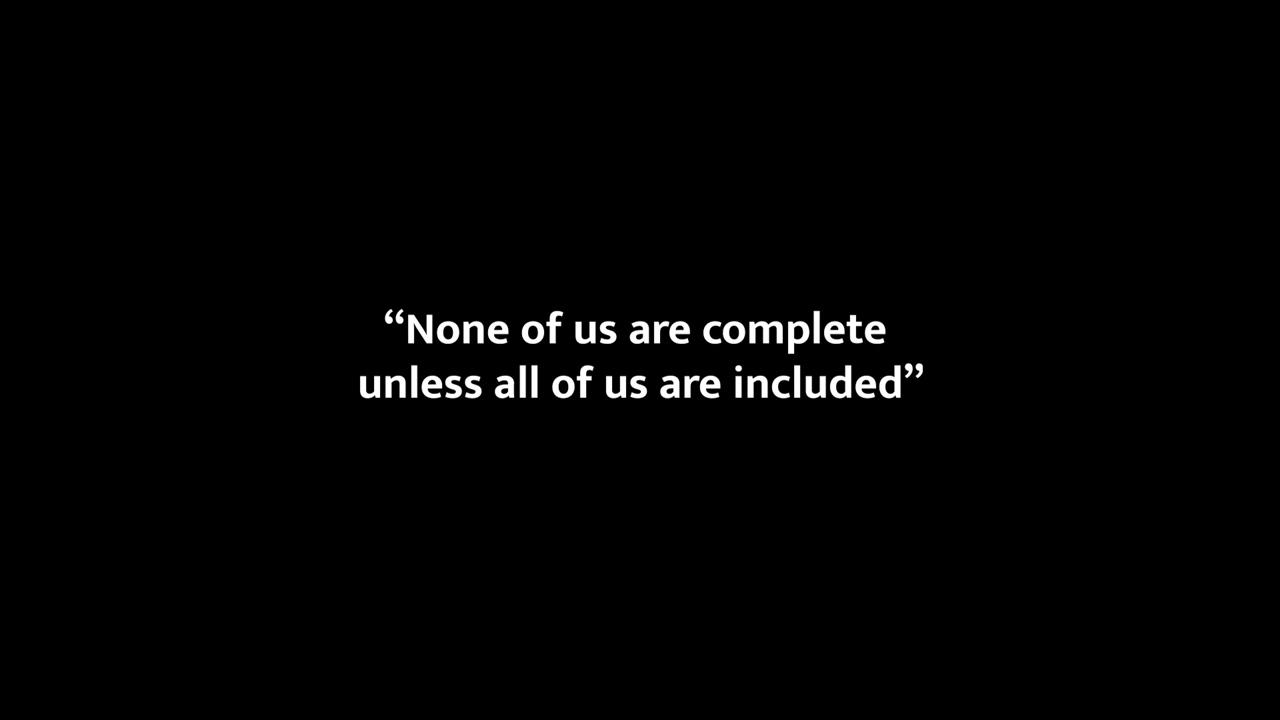 “None of us are complete
unless all of us are included”